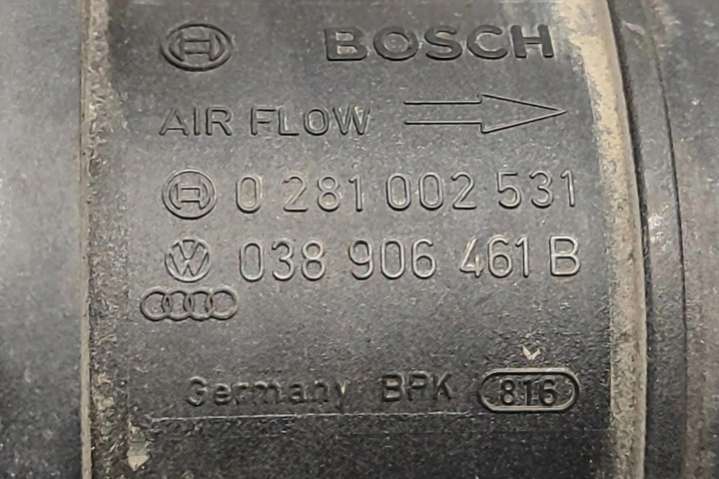 BOSCH
AIR FLOW
0 281 002 531
038 906 461 B
Germany BPK 816